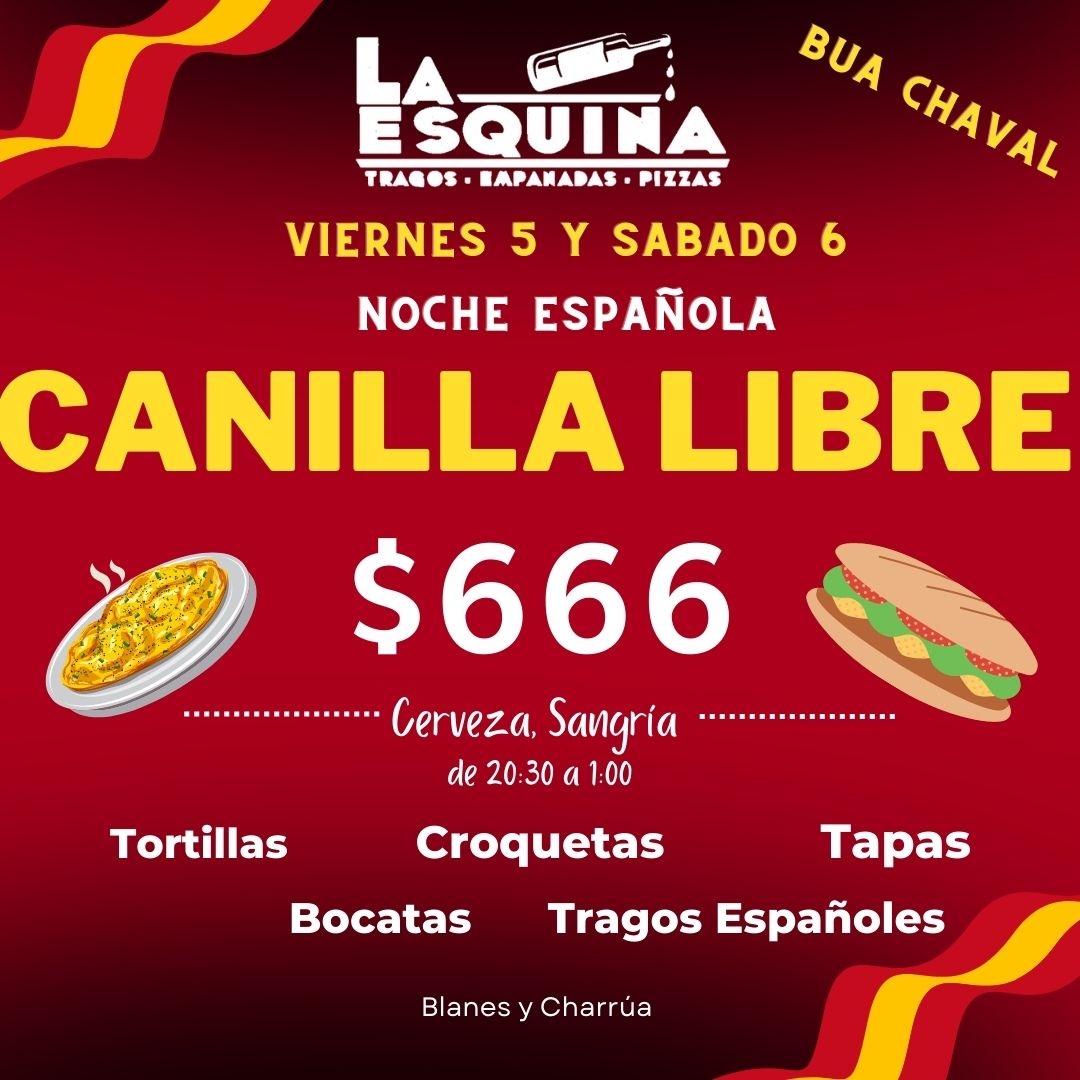 LA
ESQUINA
TRAGOS · EMPANADAS · PIZZAS
BUA CHAVAL
VIERNES 5 Y SABADO 6
NOCHE ESPAÑOLA
CANILLA LIBRE
$666
Cerveza, Sangría
de 20:30 a 1:00
Tortillas Croquetas Tapas
Bocatas Tragos Españoles
Blanes y Charrúa